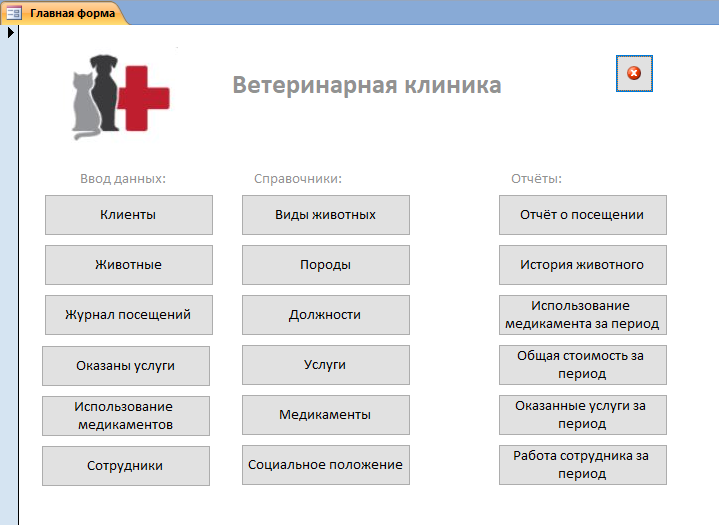 Главная форма
Ветеринарная клиника
Ввод данных:
Клиенты
Животные
Журнал посещений
Оказаны услуги
Использование
медикаментов
Сотрудники
Справочники:
Виды животных
Породы
Должности
Услуги
Медикаменты
Социальное положение
Отчёты:
Отчёт о посещении
История животного
Использование
медикамента за период
Общая стоимость за
период
Оказанные услуги за
период
Работа сотрудника за
период